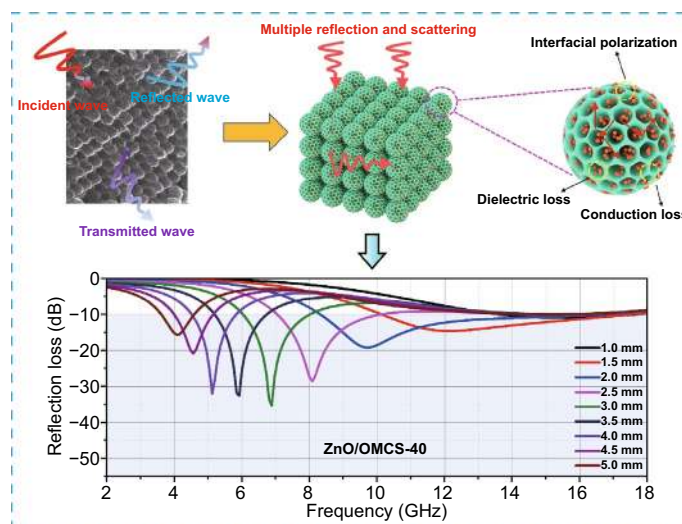 Multiple reflection and scattering
Interfacial polarization
Incident wave
Reflected wave
Dielectric loss
Conduction loss
Transmitted wave
Reflection loss (dB)
0
−10
−20
−30
−40
−50
ZnO/OMCS-40
1.0 mm
1.5 mm
2.0 mm
2.5 mm
3.0 mm
3.5 mm
4.0 mm
4.5 mm
5.0 mm
2 4 6 8 10 12 14 16 18
Frequency (GHz)